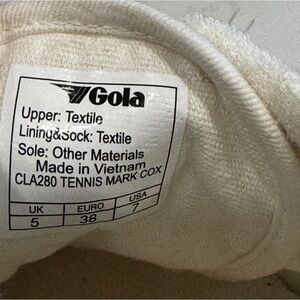 Gola
Upper: Textile
Lining&Sock: Textile
Sole: Other Materials
Made in Vietnam
CLA280 TENNIS MARK COX
UK EURO USA
5 38 7